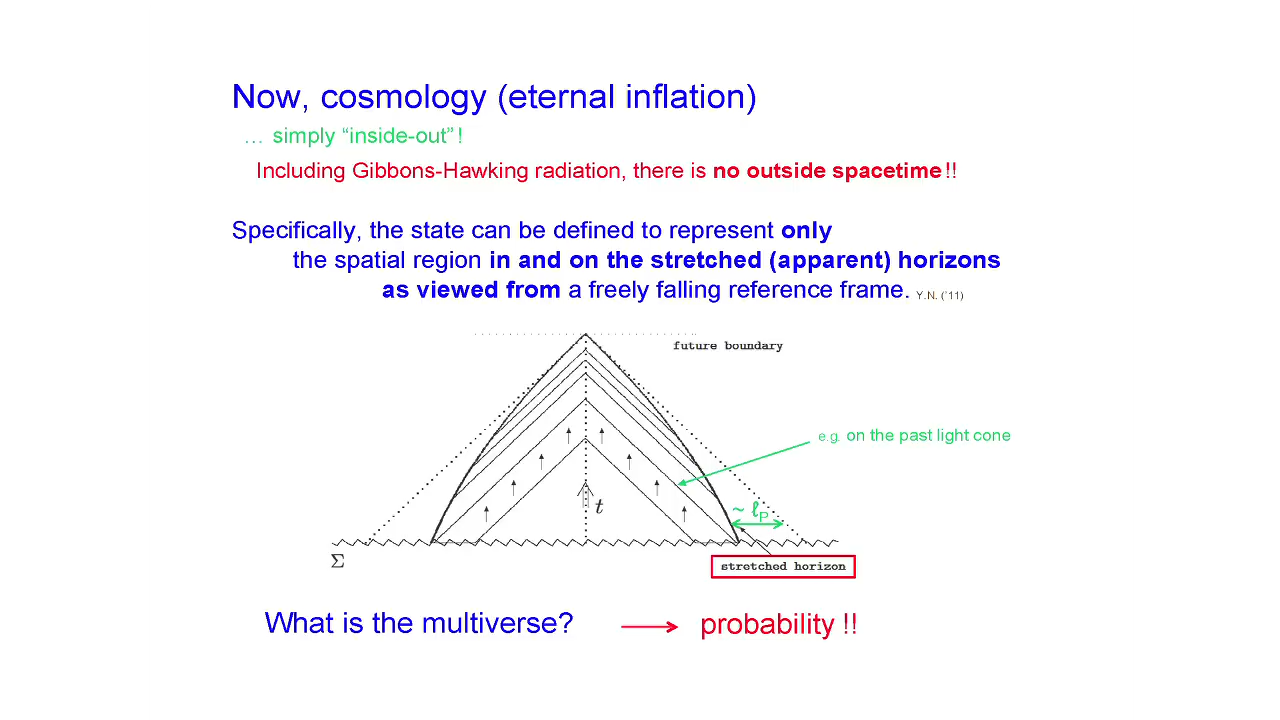 Now, cosmology (eternal inflation)
… simply “inside-out”!
Including Gibbons-Hawking radiation, there is no outside spacetime!!
Specifically, the state can be defined to represent only
the spatial region in and on the stretched (apparent) horizons
as viewed from a freely falling reference frame. Y.N. (’11)
future boundary
e.g. on the past light cone
t
~ ℓP
Σ
stretched horizon
What is the multiverse? → probability !!